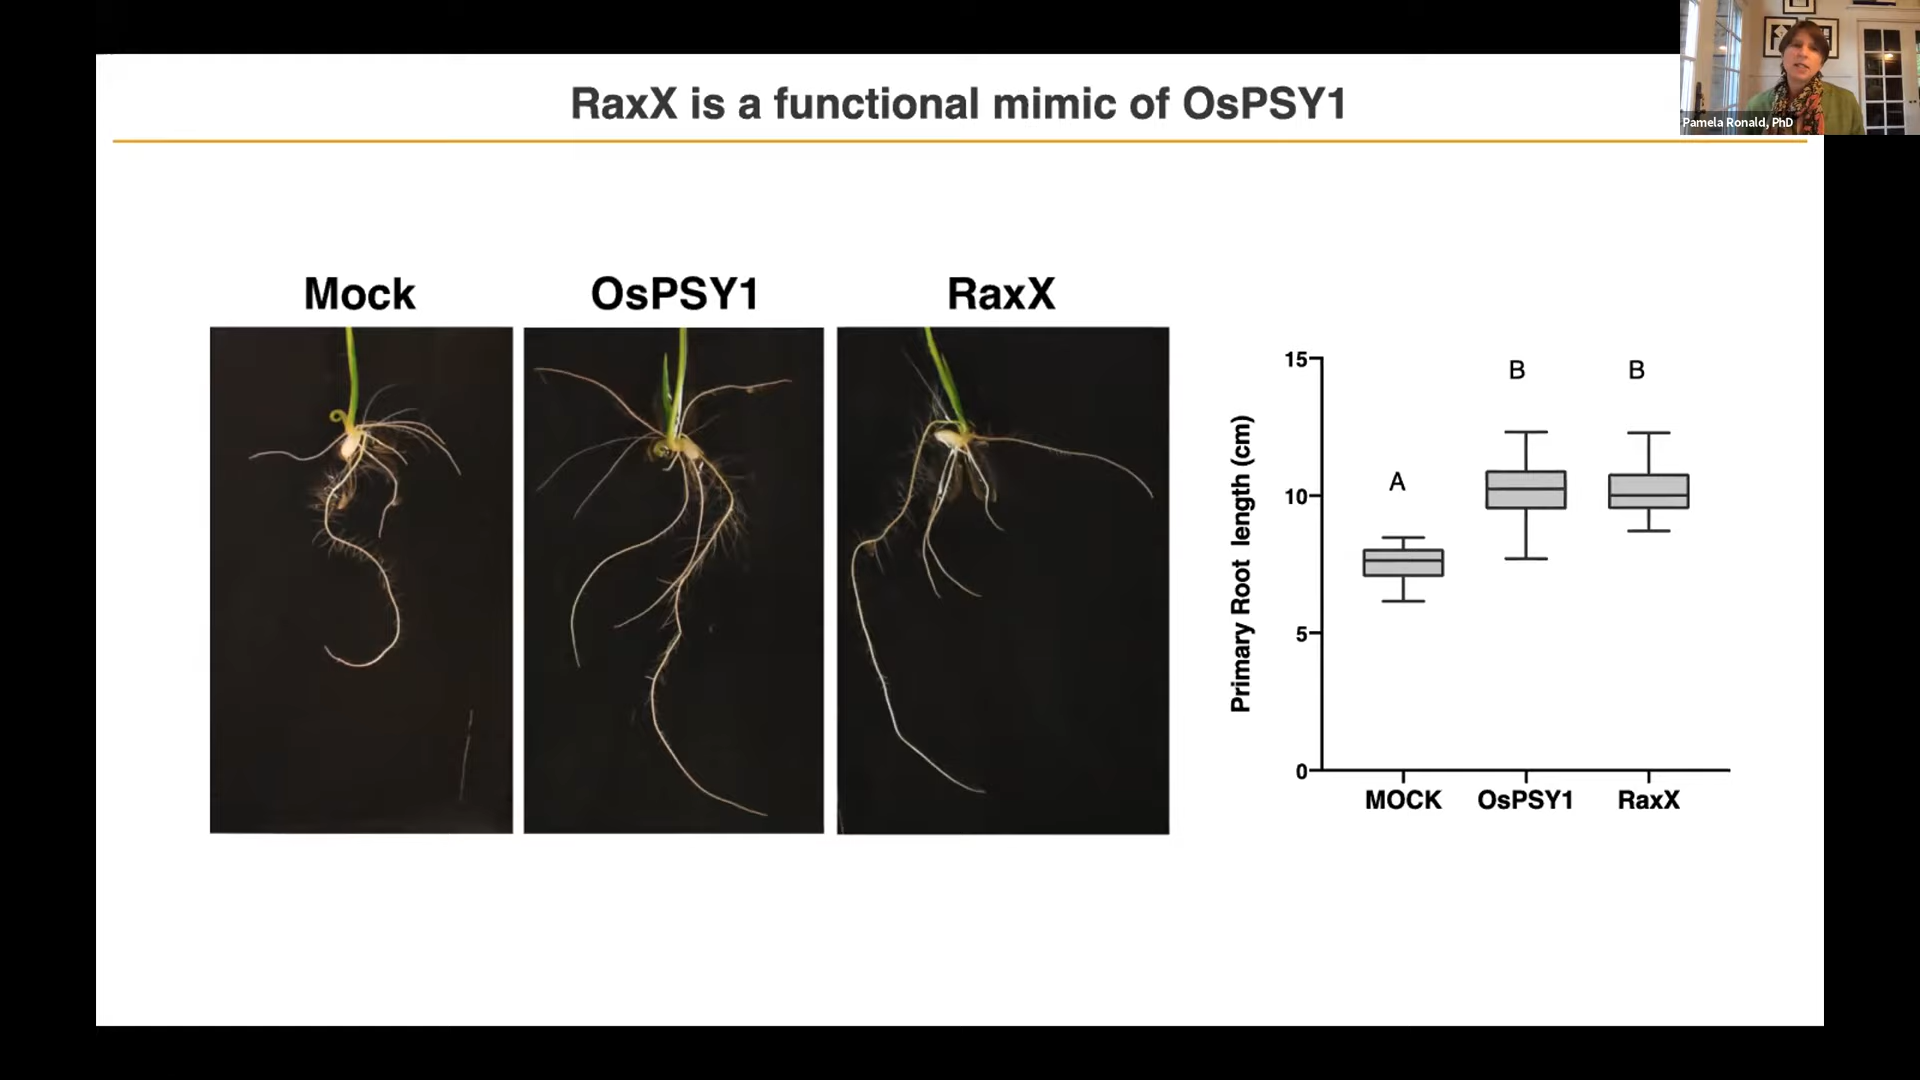 RaxX is a functional mimic of OsPSY1
Pamela Ronald, PhD
Mock
OsPSY1
RaxX
15
10
5
0
Primary Root length (cm)
A
B
B
MOCK
OsPSY1
RaxX